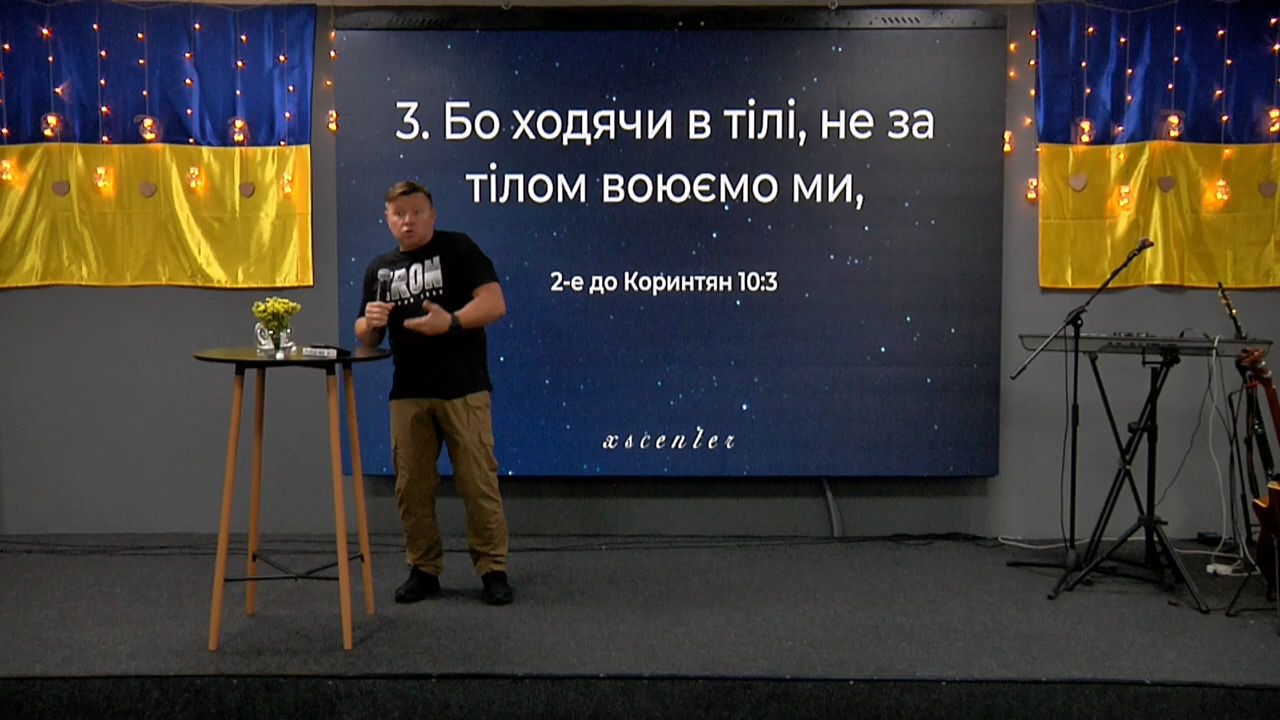 3. Бо ходячи в тілі, не за
тілом воюємо ми,
2-е до Коринтян 10:3
xscenter